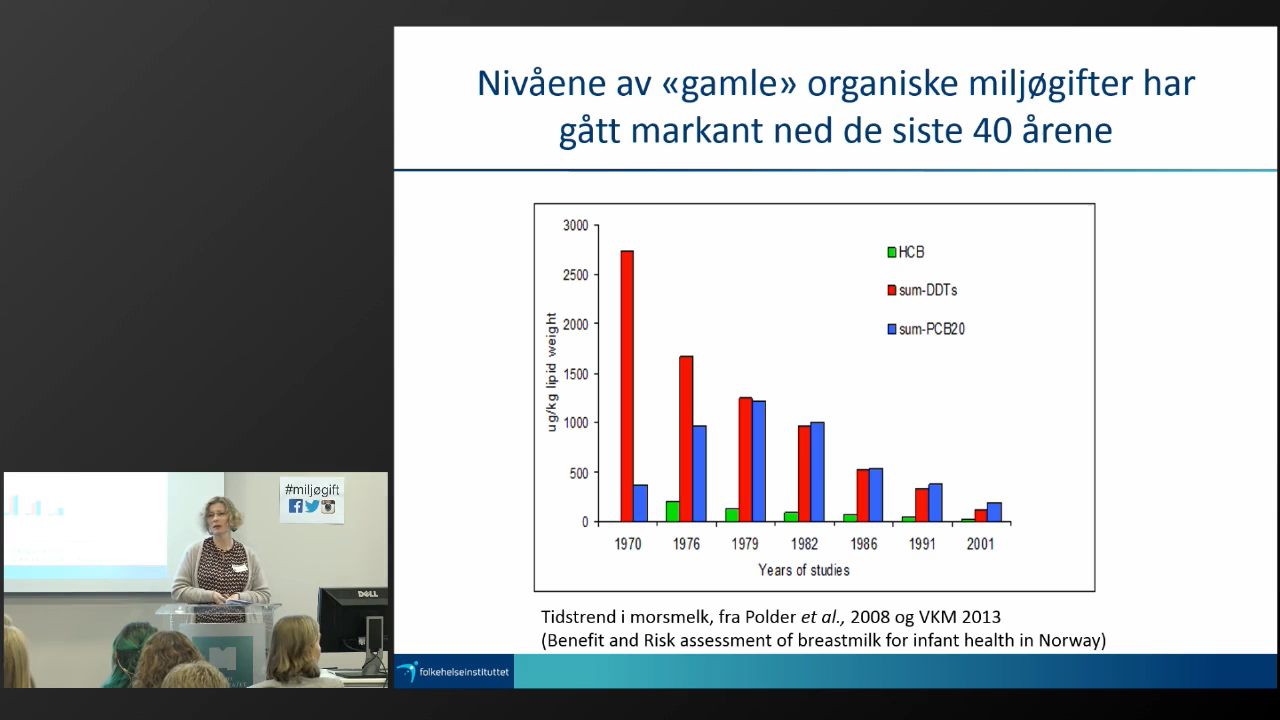 Nivåene av «gamle» organiske miljøgifter har
gått markant ned de siste 40 årene
3000
2500
2000
1500
1000
500
0
ug/kg lipid weight
HCB
sum-DDTs
sum-PCB20
1970 1976 1979 1982 1986 1991 2001
Years of studies
Tidstrend i morsmelk, fra Polder et al., 2008 og VKM 2013
(Benefit and Risk assessment of breastmilk for infant health in Norway)
folkehelseinstituttet
#miljøgift
DELL